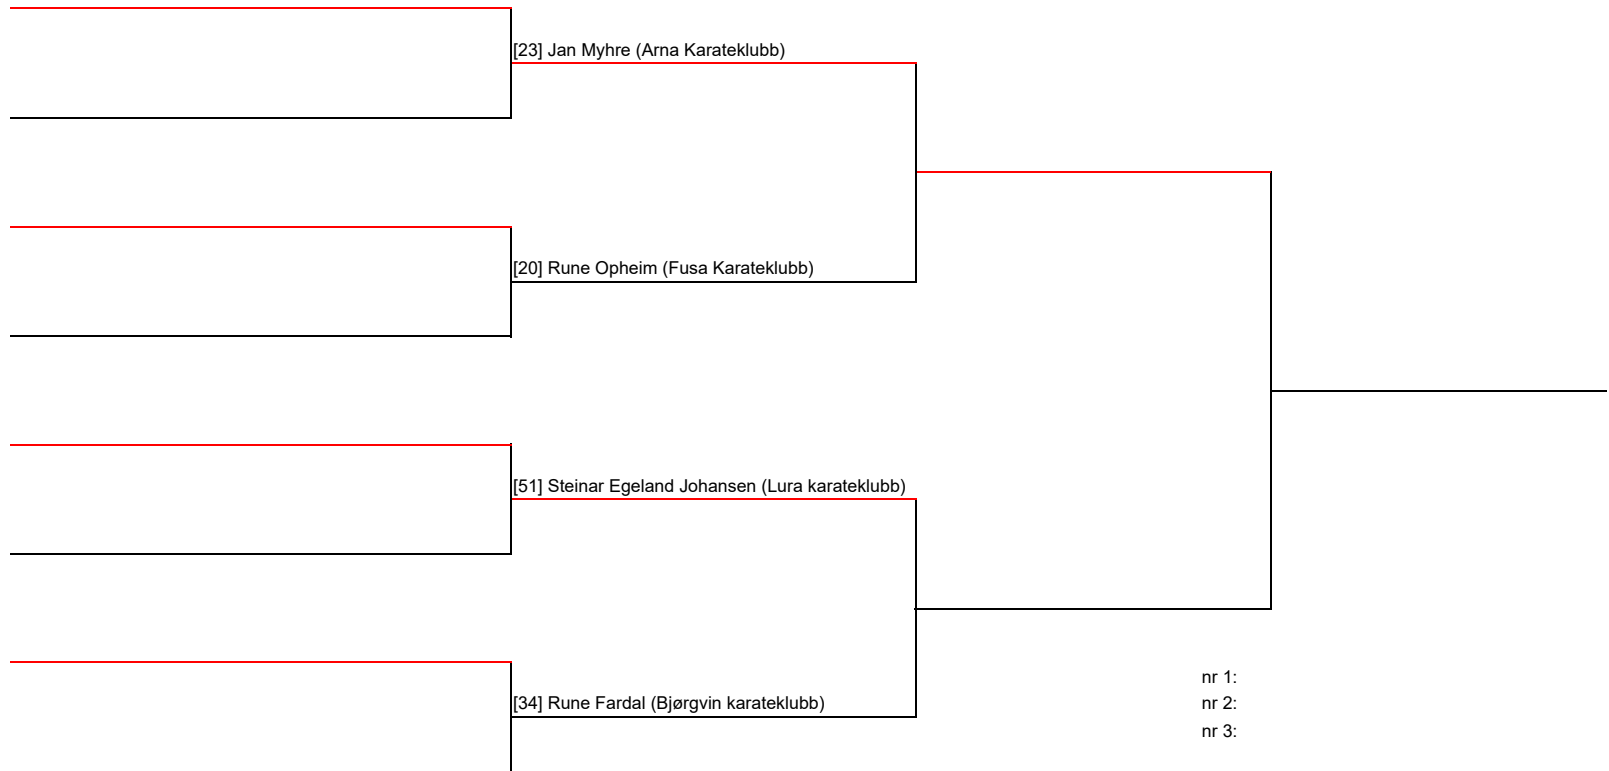 [23] Jan Myhre (Arna Karateklubb)
[20] Rune Opheim (Fusa Karateklubb)
[51] Steinar Egeland Johansen (Lura karateklubb)
[34] Rune Fardal (Bjørgvin karateklubb)
nr 1:
nr 2:
nr 3: